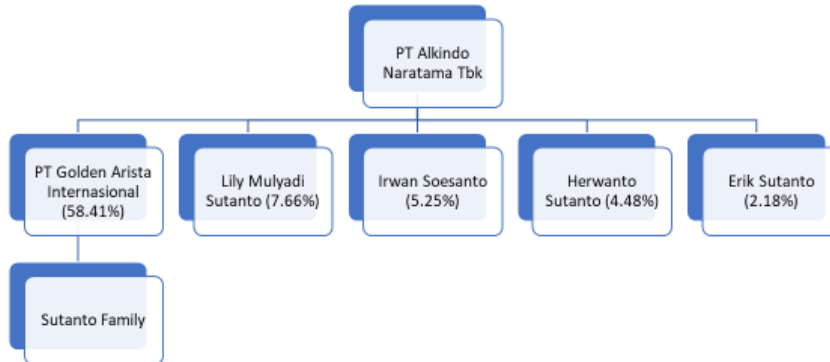 PT Alkindo
Naratama Tbk
PT Golden Arista
Internasional
(58.41%)
Lily Mulyadi
Sutanto (7.66%)
Irwan Soesanto
(5.25%)
Herwanto
Sutanto (4.48%)
Erik Sutanto
(2.18%)
Sutanto Family